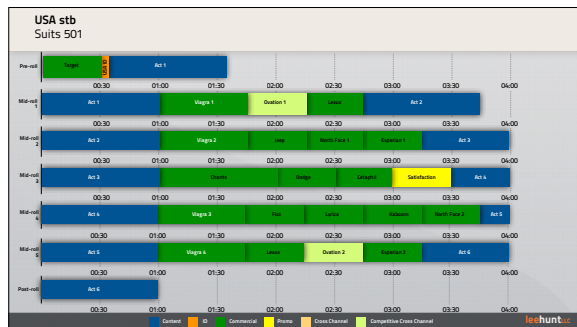 USA stb
Suits 501
Pre-roll Target USA ID Act 1
00:30 01:00 01:30 02:00 02:30 03:00 03:30 04:00
Mid-roll 1 Act 1 Viagra 1 Ovation 1 Lexus Act 2
00:30 01:00 01:30 02:00 02:30 03:00 03:30 04:00
Mid-roll 2 Act 2 Viagra 2 Jeep North Face 1 Experian 1 Act 3
00:30 01:00 01:30 02:00 02:30 03:00 03:30 04:00
Mid-roll 3 Act 3 Chantix Dodge Cetaphil Satisfaction Act 4
00:30 01:00 01:30 02:00 02:30 03:00 03:30 04:00
Mid-roll 4 Act 4 Viagra 3 Fiat Lyrica Kaboom North Face 2 Act 5
00:30 01:00 01:30 02:00 02:30 03:00 03:30 04:00
Mid-roll 5 Act 5 Viagra 4 Lexus Ovation 2 Experian 2 Act 6
00:30 01:00 01:30 02:00 02:30 03:00 03:30 04:00
Post-roll Act 6
00:30 01:00 01:30 02:00 02:30 03:00 03:30 04:00
Content ID Commercial Promo Cross Channel Competitive Cross Channel leehunt LLC